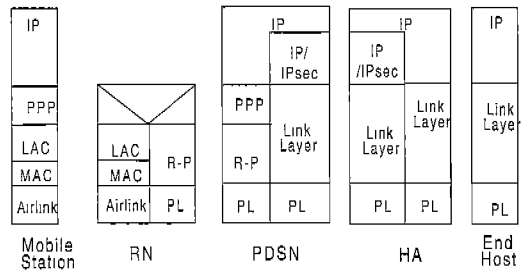 IP
PPP
LAC
MAC
Airlink
Mobile
Station
LAC
MAC
Airlink
R-P
PL
RN
IP
IP/
IPsec
PPP
R-P
Link
Layer
PL
PL
PDSN
IP
IP
/IPsec
Link
Layer
Link
Layer
PL
PL
HA
IP
Link
Layer
PL
End
Host